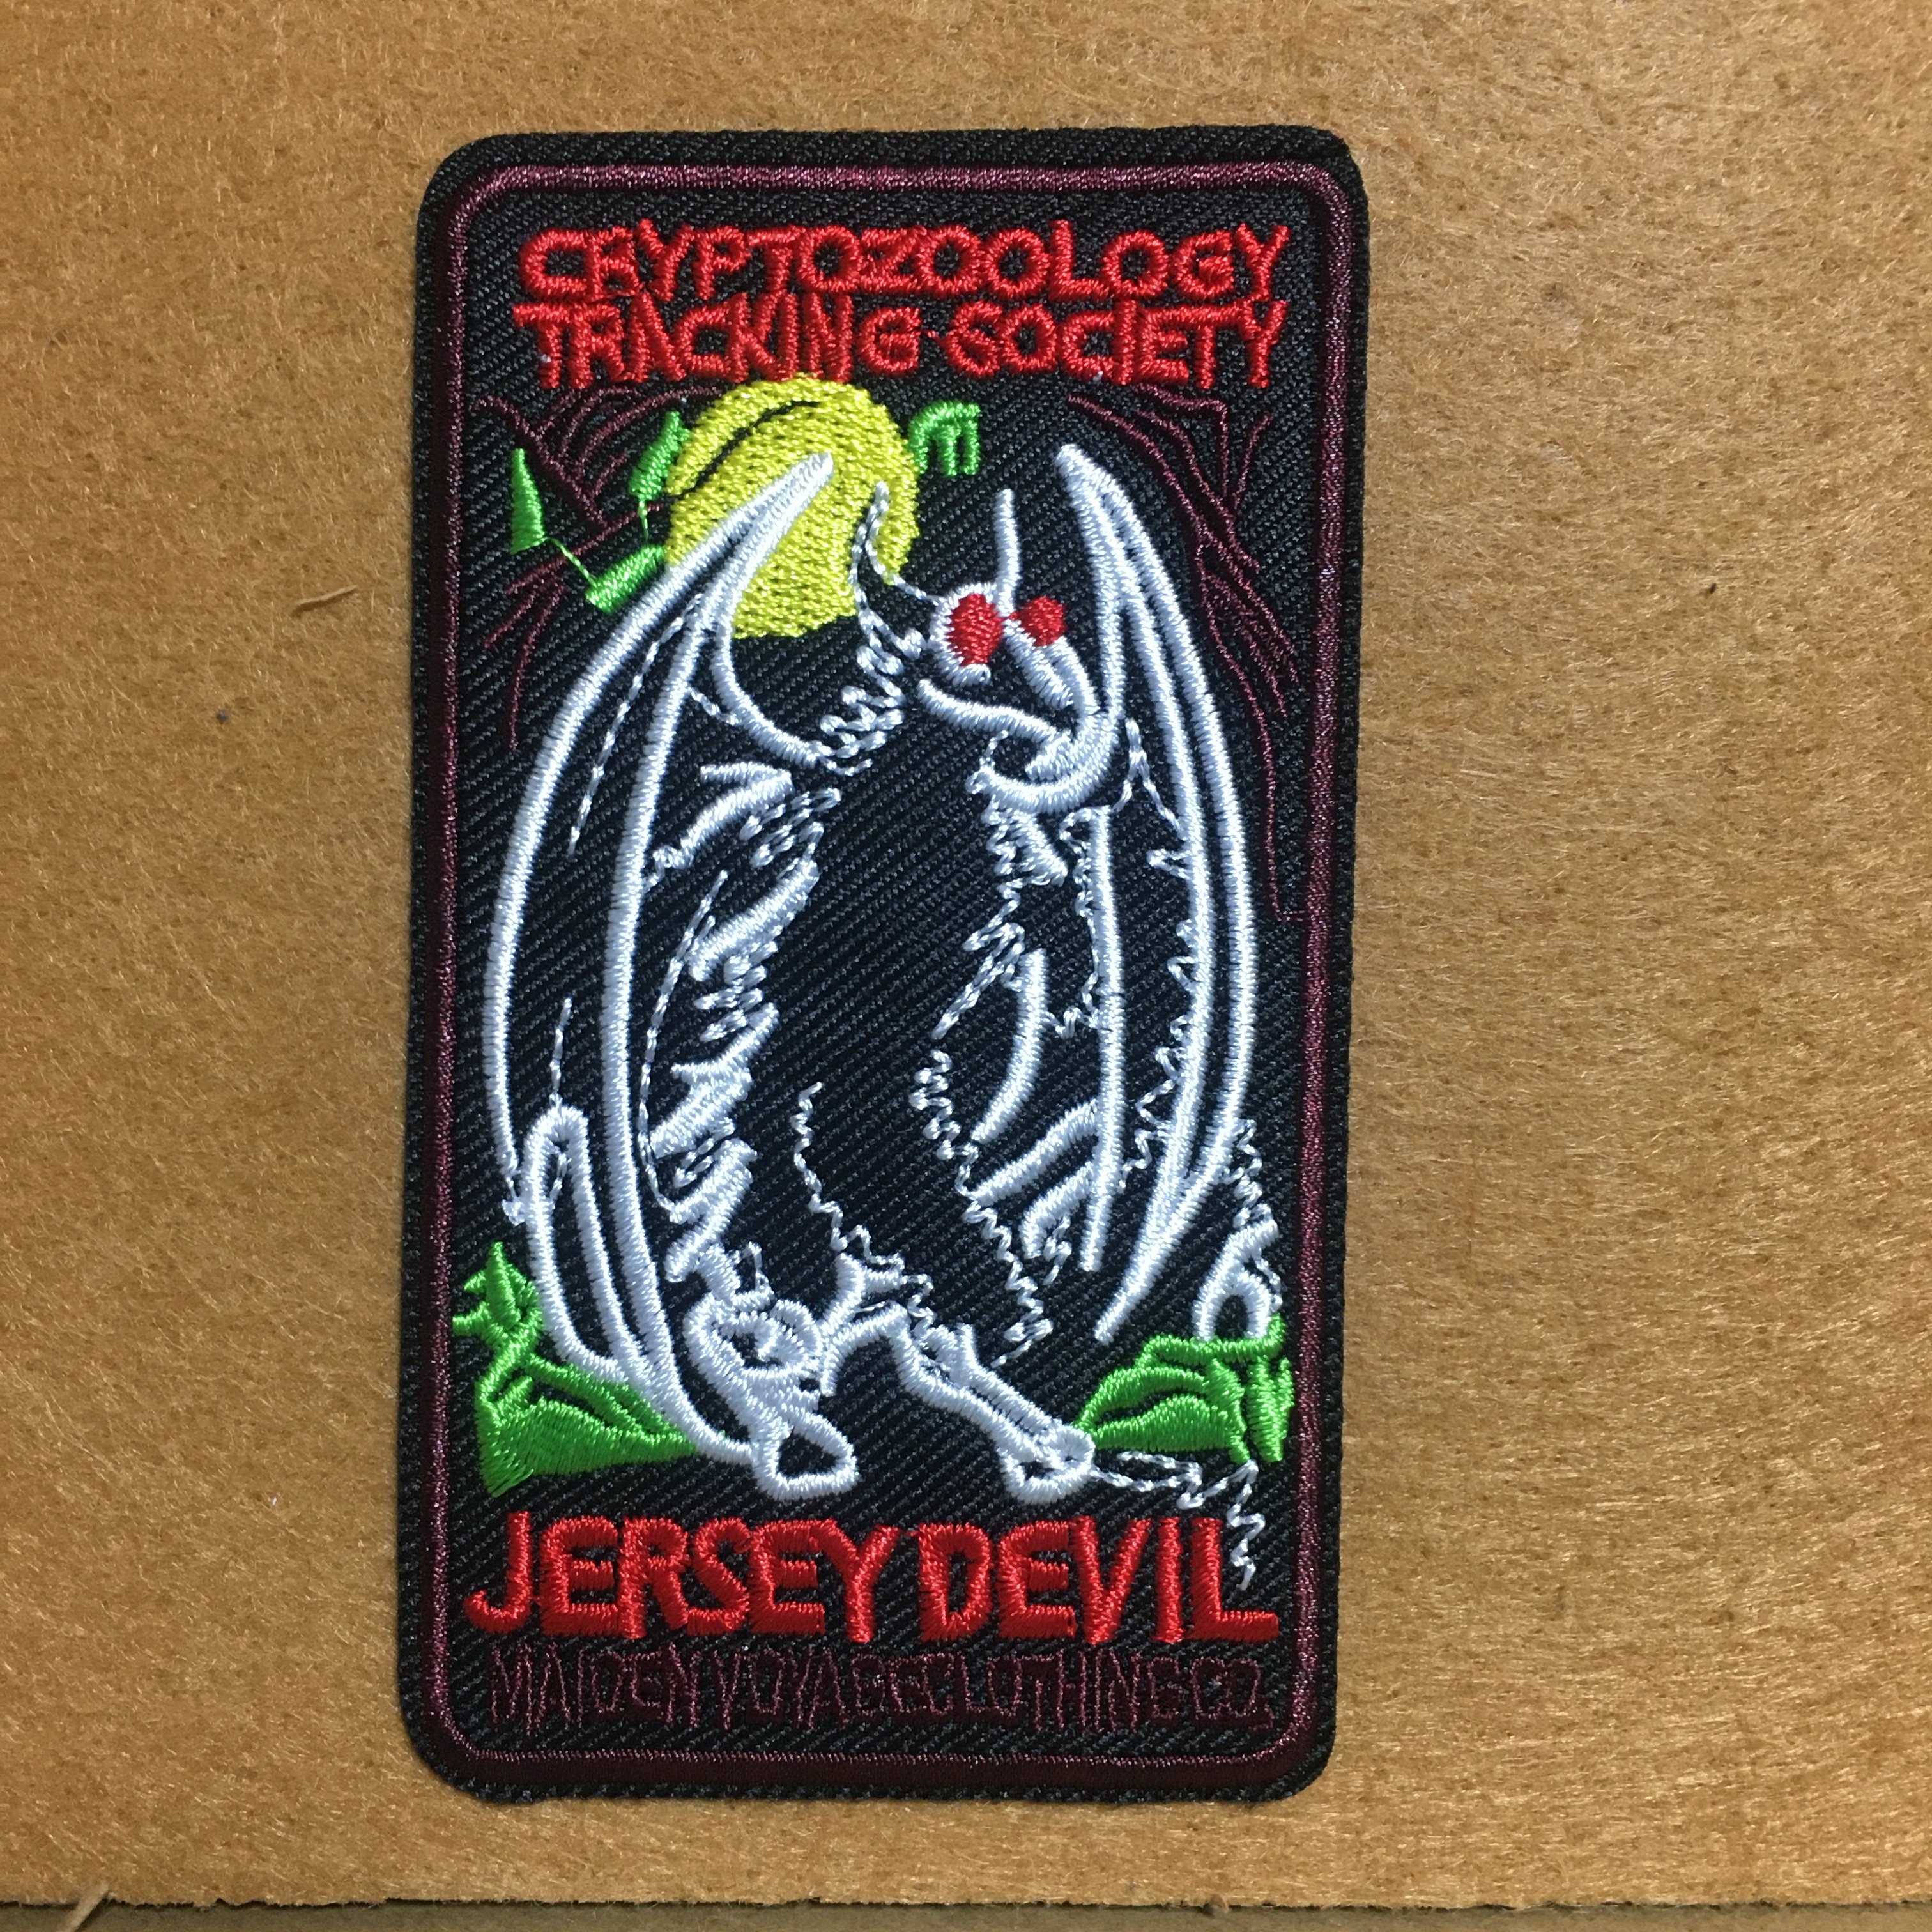 CRYPTOZOOLOGY
TRACKING SOCIETY
JERSEY DEVIL
MAIDEN VOYAGE CLOTHING CO.